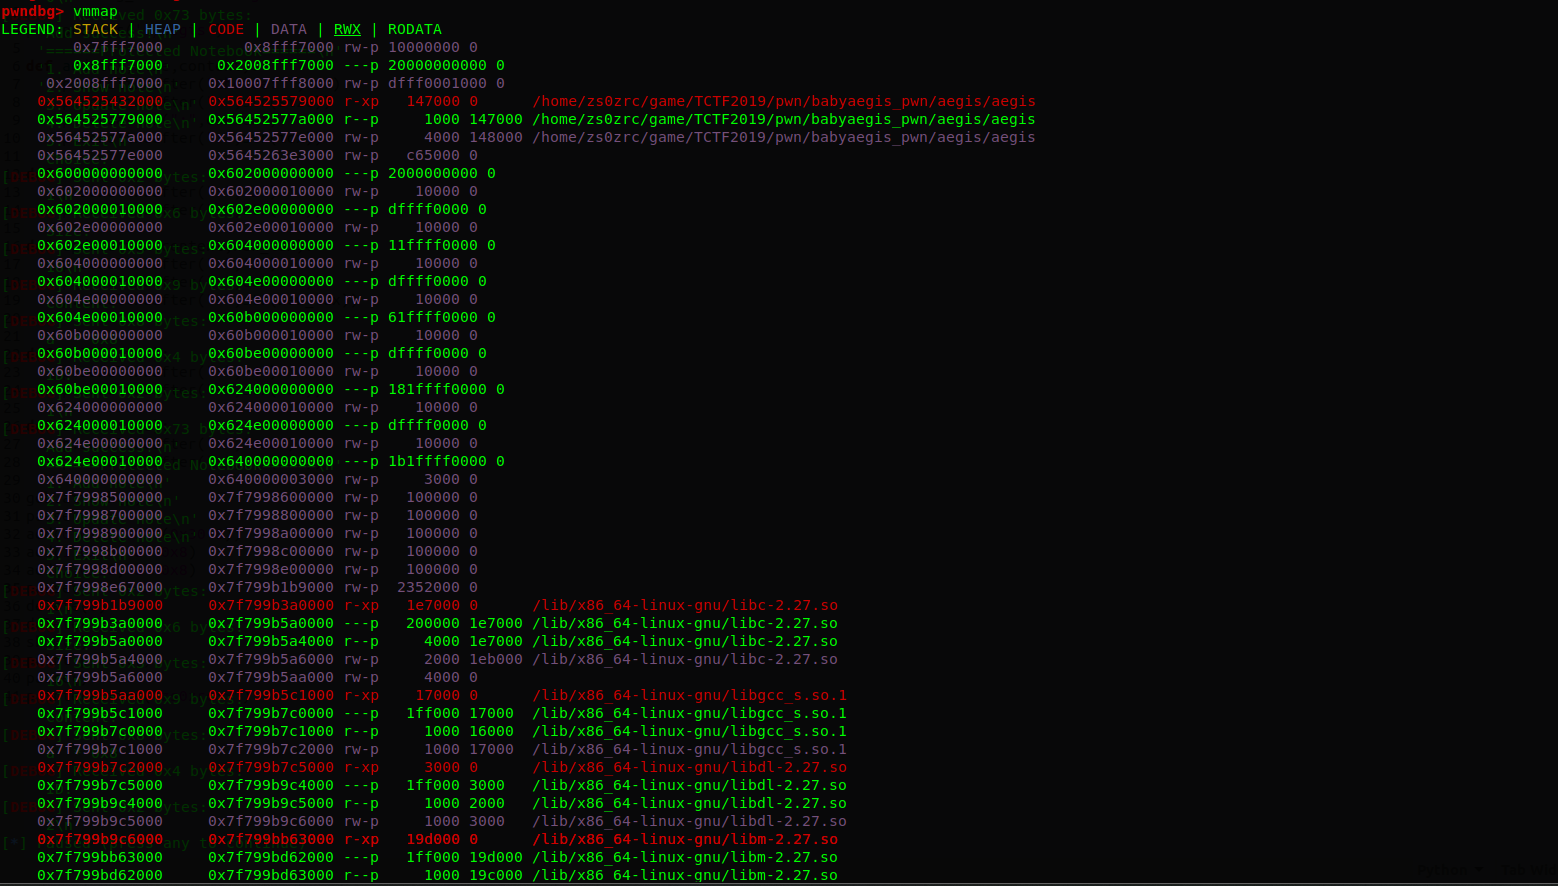 pwndbg> vmmap
LEGEND: STACK | HEAP | CODE | DATA | RWX | RODATA
0x7fff7000 0x8fff7000 rw-p 10000000 0
0x8fff7000 0x2008fff7000 ---p 20000000000 0
0x2008fff7000 0x10007fff8000 rw-p dfff0001000 0
0x564525432000 0x564525579000 r-xp 147000 0 /home/zs0zrc/game/TCTF2019/pwn/babyaegis_pwn/aegis/aegis
0x564525779000 0x56452577a000 r--p 1000 147000 /home/zs0zrc/game/TCTF2019/pwn/babyaegis_pwn/aegis/aegis
0x56452577a000 0x56452577e000 rw-p 4000 148000 /home/zs0zrc/game/TCTF2019/pwn/babyaegis_pwn/aegis/aegis
0x56452577e000 0x5645263e3000 rw-p c65000 0
0x600000000000 0x602000000000 ---p 2000000000 0
0x602000000000 0x602000010000 rw-p 10000 0
0x602000010000 0x602e00000000 ---p dffff0000 0
0x602e00000000 0x602e00010000 rw-p 10000 0
0x602e00010000 0x604000000000 ---p 11ffff0000 0
0x604000000000 0x604000010000 rw-p 10000 0
0x604000010000 0x604e00000000 ---p dffff0000 0
0x604e00000000 0x604e00010000 rw-p 10000 0
0x604e00010000 0x60b000000000 ---p 61ffff0000 0
0x60b000000000 0x60b000010000 rw-p 10000 0
0x60b000010000 0x60be00000000 ---p dffff0000 0
0x60be00000000 0x60be00010000 rw-p 10000 0
0x60be00010000 0x624000000000 ---p 181ffff0000 0
0x624000000000 0x624000010000 rw-p 10000 0
0x624000010000 0x624e00000000 ---p dffff0000 0
0x624e00000000 0x624e00010000 rw-p 10000 0
0x624e00010000 0x640000000000 ---p 1b1ffff0000 0
0x640000000000 0x640000003000 rw-p 3000 0
0x7f7998500000 0x7f7998600000 rw-p 100000 0
0x7f7998700000 0x7f7998800000 rw-p 100000 0
0x7f7998900000 0x7f7998a00000 rw-p 100000 0
0x7f7998b00000 0x7f7998c00000 rw-p 100000 0
0x7f7998d00000 0x7f7998e00000 rw-p 100000 0
0x7f7998e67000 0x7f799b1b9000 rw-p 2352000 0
0x7f799b1b9000 0x7f799b3a0000 r-xp 1e7000 0 /lib/x86_64-linux-gnu/libc-2.27.so
0x7f799b3a0000 0x7f799b5a0000 ---p 200000 1e7000 /lib/x86_64-linux-gnu/libc-2.27.so
0x7f799b5a0000 0x7f799b5a4000 r--p 4000 1e7000 /lib/x86_64-linux-gnu/libc-2.27.so
0x7f799b5a4000 0x7f799b5a6000 rw-p 2000 1eb000 /lib/x86_64-linux-gnu/libc-2.27.so
0x7f799b5a6000 0x7f799b5aa000 rw-p 4000 0
0x7f799b5aa000 0x7f799b5c1000 r-xp 17000 0 /lib/x86_64-linux-gnu/libgcc_s.so.1
0x7f799b5c1000 0x7f799b7c0000 ---p 1ff000 17000 /lib/x86_64-linux-gnu/libgcc_s.so.1
0x7f799b7c0000 0x7f799b7c1000 r--p 1000 16000 /lib/x86_64-linux-gnu/libgcc_s.so.1
0x7f799b7c1000 0x7f799b7c2000 rw-p 1000 17000 /lib/x86_64-linux-gnu/libgcc_s.so.1
0x7f799b7c2000 0x7f799b7c5000 r-xp 3000 0 /lib/x86_64-linux-gnu/libdl-2.27.so
0x7f799b7c5000 0x7f799b9c4000 ---p 1ff000 3000 /lib/x86_64-linux-gnu/libdl-2.27.so
0x7f799b9c4000 0x7f799b9c5000 r--p 1000 2000 /lib/x86_64-linux-gnu/libdl-2.27.so
0x7f799b9c5000 0x7f799b9c6000 rw-p 1000 3000 /lib/x86_64-linux-gnu/libdl-2.27.so
0x7f799b9c6000 0x7f799bb63000 r-xp 19d000 0 /lib/x86_64-linux-gnu/libm-2.27.so
0x7f799bb63000 0x7f799bd62000 ---p 1ff000 19d000 /lib/x86_64-linux-gnu/libm-2.27.so
0x7f799bd62000 0x7f799bd63000 r--p 1000 19c000 /lib/x86_64-linux-gnu/libm-2.27.so